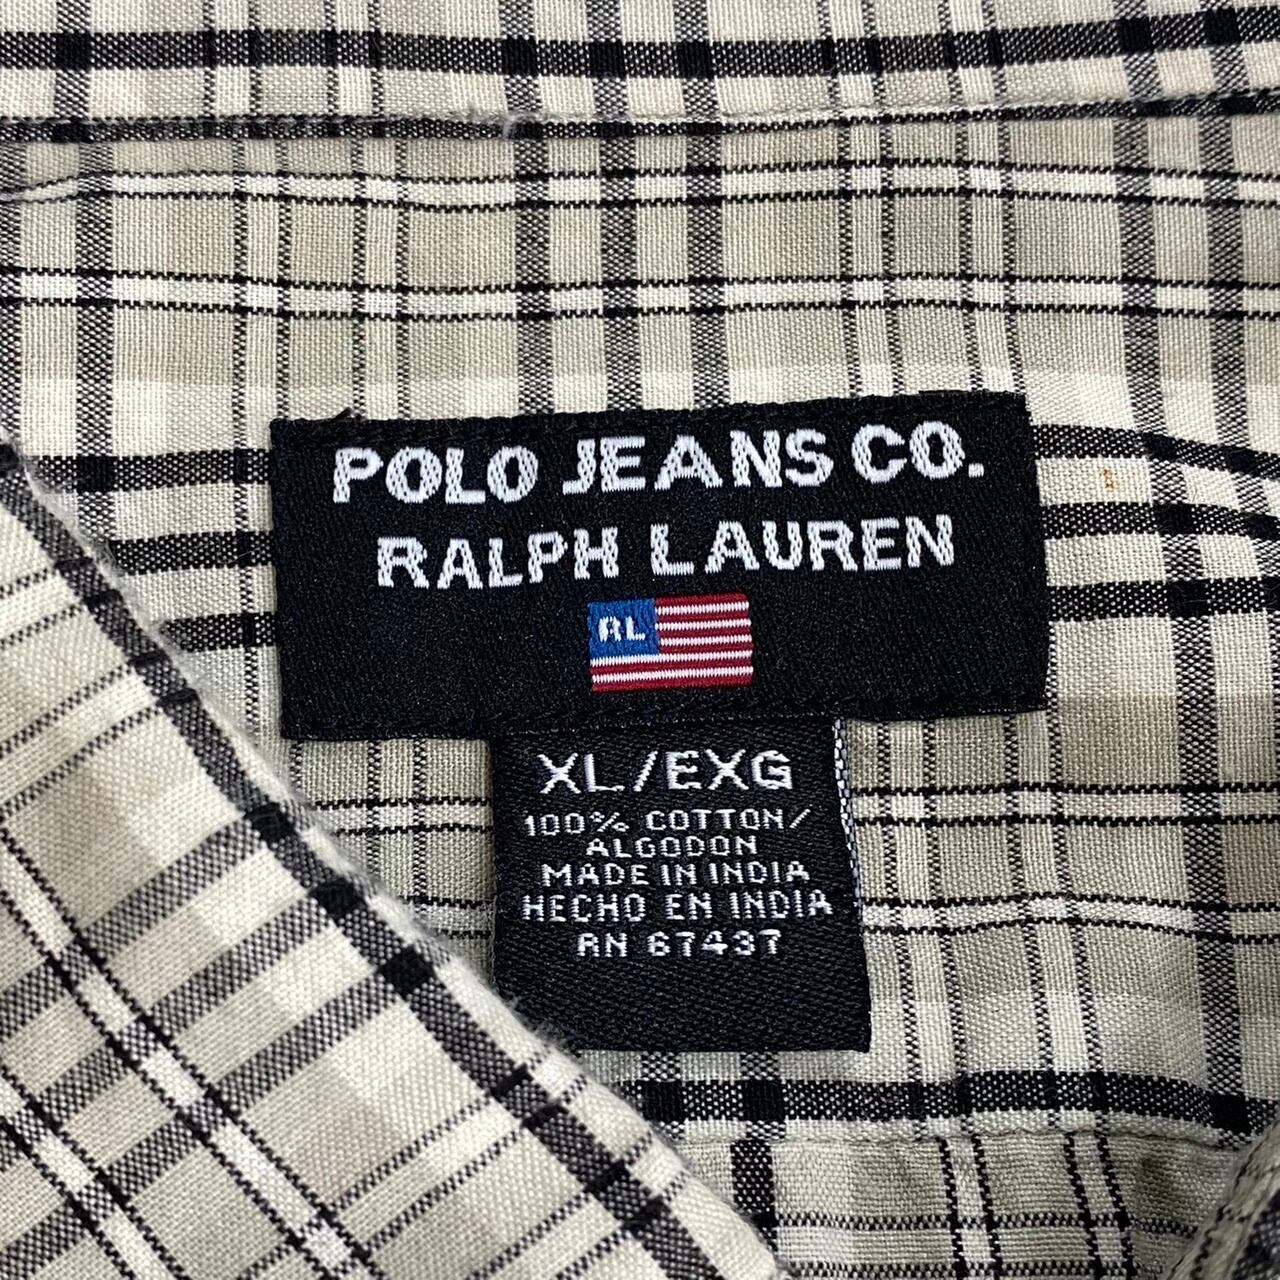 POLO JEANS CO.
RALPH LAUREN
RL
XL/EXG
100% COTTON/
ALGODON
MADE IN INDIA
HECHO EN INDIA
RN 67437